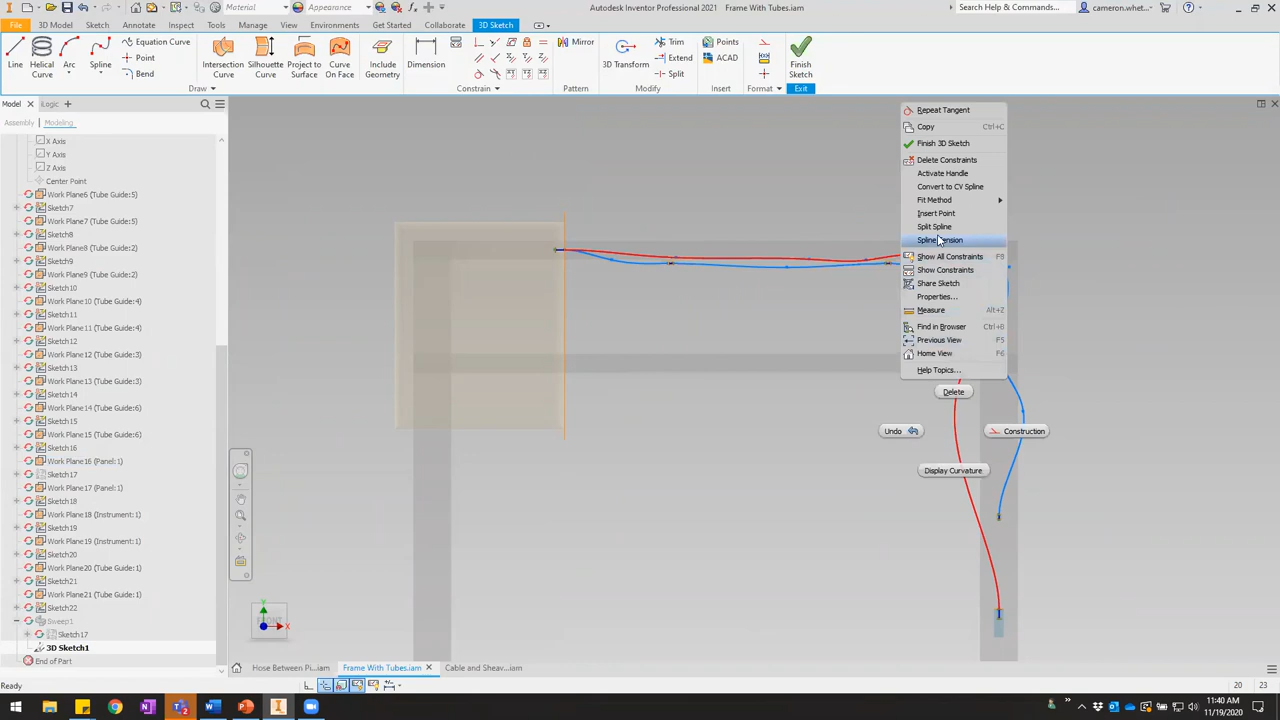 Material
Appearance
Autodesk Inventor Professional 2021 Frame With Tubes.iam
Search Help & Commands...
cameron.whet...
File
3D Model
Sketch
Annotate
Inspect
Tools
Manage
View
Environments
Get Started
Collaborate
3D Sketch
Line
Helical Curve
Arc
Spline
Equation Curve
Point
Bend
Draw
Intersection Curve
Silhouette Curve
Project to Surface
Curve On Face
Include Geometry
Dimension
Constrain
Mirror
Pattern
3D Transform
Trim
Extend
Split
Modify
Points
ACAD
Insert
Format
Finish Sketch
Exit
Model
iLogic
Assembly
Modeling
X Axis
Y Axis
Z Axis
Center Point
Work Plane6 (Tube Guide:5)
Sketch7
Work Plane7 (Tube Guide:5)
Sketch8
Work Plane8 (Tube Guide:2)
Sketch9
Work Plane9 (Tube Guide:2)
Sketch10
Work Plane10 (Tube Guide:4)
Sketch11
Work Plane11 (Tube Guide:4)
Sketch12
Work Plane12 (Tube Guide:3)
Sketch13
Work Plane13 (Tube Guide:3)
Sketch14
Work Plane14 (Tube Guide:6)
Sketch15
Work Plane15 (Tube Guide:6)
Sketch16
Work Plane16 (Panel:1)
Sketch17
Work Plane17 (Panel:1)
Sketch18
Work Plane18 (Instrument:1)
Sketch19
Work Plane19 (Instrument:1)
Sketch20
Work Plane20 (Tube Guide:1)
Sketch21
Work Plane21 (Tube Guide:1)
Sketch22
Sweep1
Sketch17
3D Sketch1
End of Part
Repeat Tangent
Copy Ctrl+C
Finish 3D Sketch
Delete Constraints
Activate Handle
Convert to CV Spline
Fit Method
Insert Point
Split Spline
Spline ension
Show All Constraints F8
Show Constraints
Share Sketch
Properties...
Measure Alt+Z
Find in Browser Ctrl+B
Previous View F5
Home View F6
Help Topics...
Delete
Undo
Construction
Display Curvature
FRONT
Y
X
Hose Between Pi...iam
Frame With Tubes.iam
Cable and Sheav...iam
Ready
20 23
11:40 AM
11/19/2020